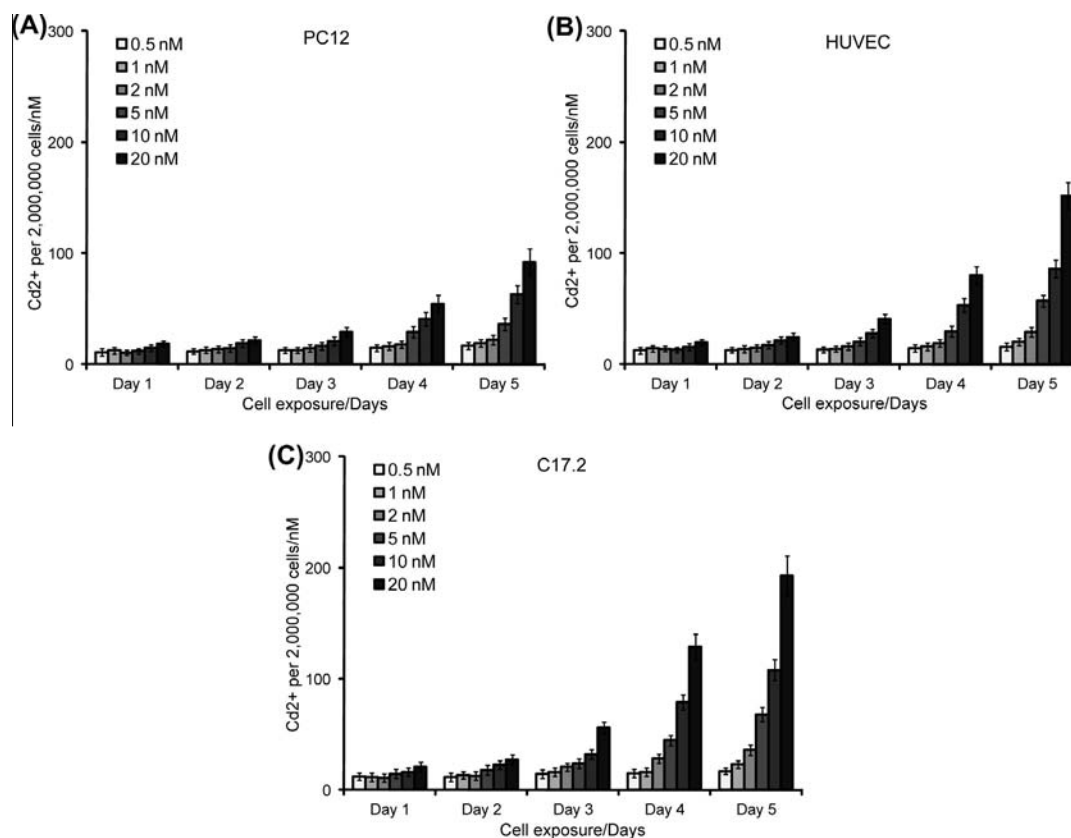 (A)
PC12
300
200
100
0
Cd2+ per 2,000,000 cells/nM
0.5 nM
1 nM
2 nM
5 nM
10 nM
20 nM
Day 1 Day 2 Day 3 Day 4 Day 5
Cell exposure/Days
(B)
HUVEC
300
200
100
0
Cd2+ per 2,000,000 cells/nM
0.5 nM
1 nM
2 nM
5 nM
10 nM
20 nM
Day 1 Day 2 Day 3 Day 4 Day 5
Cell exposure/Days
(C)
C17.2
300
200
100
0
Cd2+ per 2,000,000 cells/nM
0.5 nM
1 nM
2 nM
5 nM
10 nM
20 nM
Day 1 Day 2 Day 3 Day 4 Day 5
Cell exposure/Days